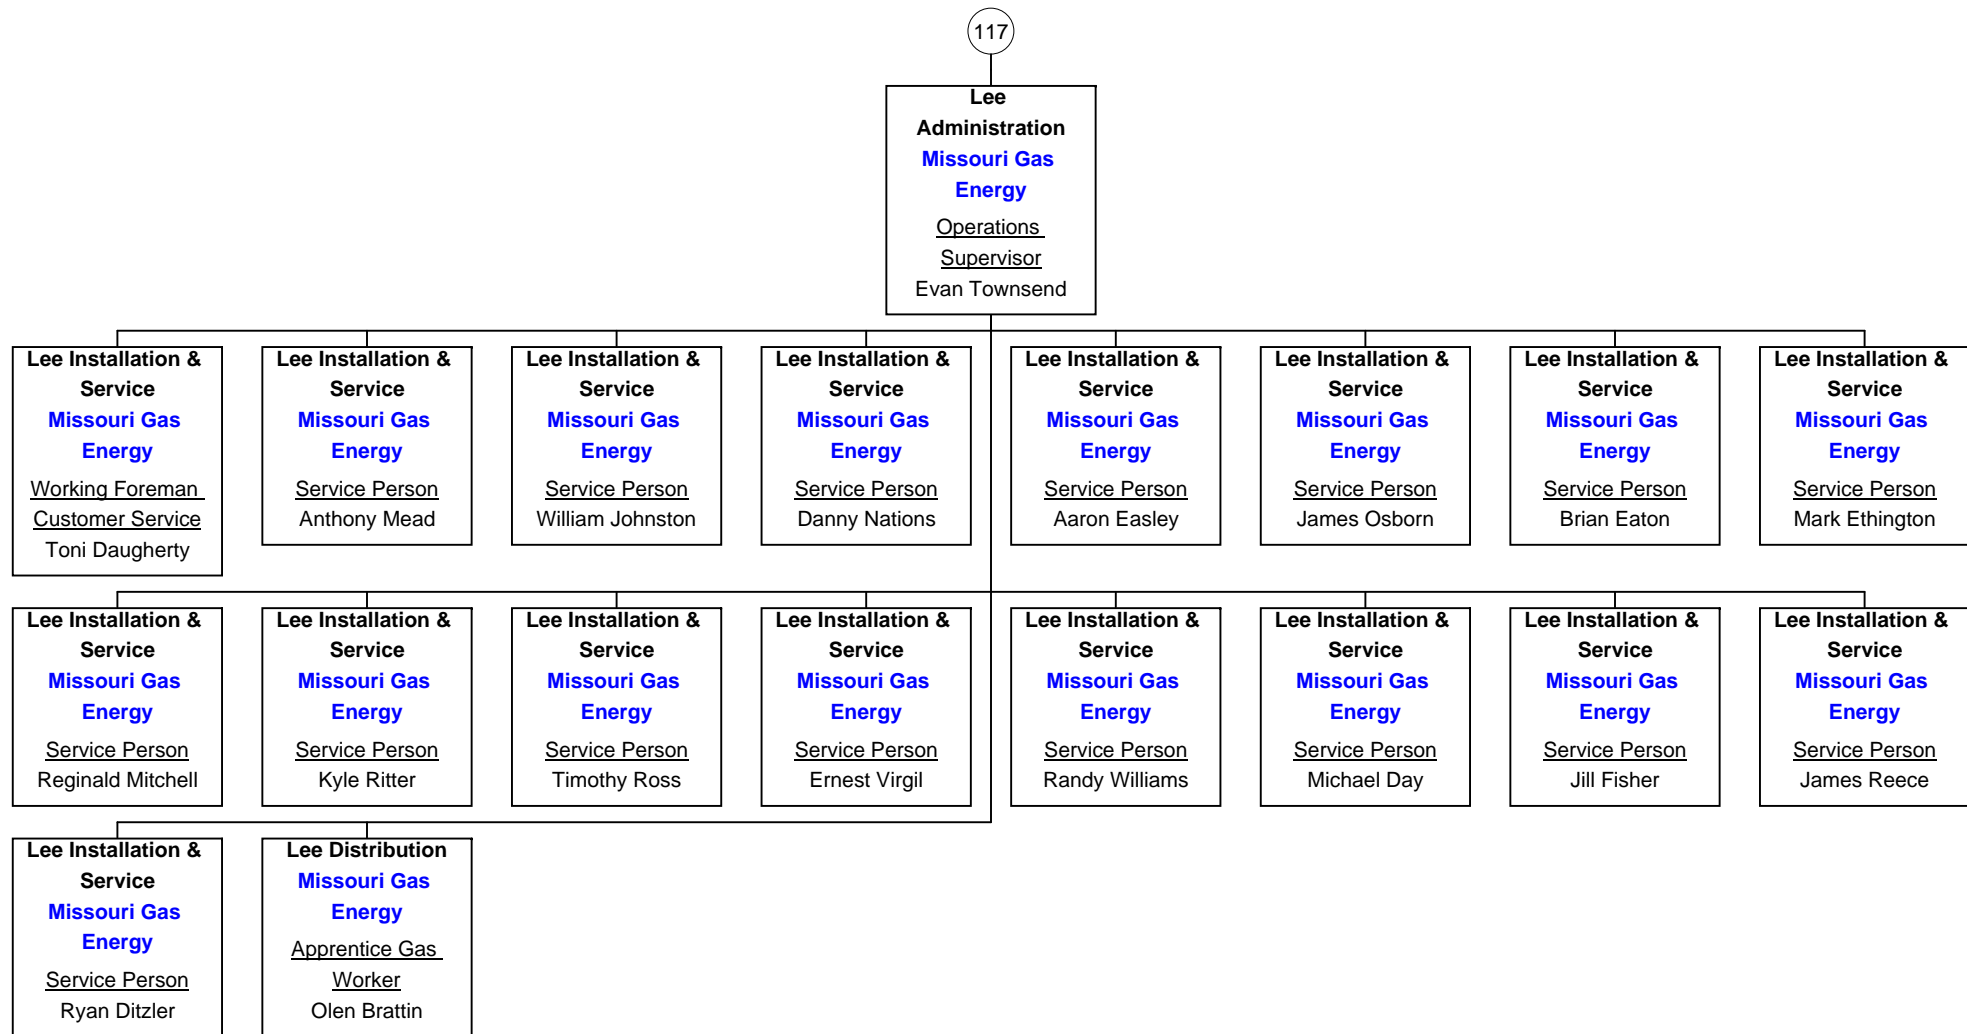 117
Lee
Administration
Missouri Gas
Energy
Operations
Supervisor
Evan Townsend
Lee Installation &
Service
Missouri Gas
Energy
Working Foreman
Customer Service
Toni Daugherty
Lee Installation &
Service
Missouri Gas
Energy
Service Person
Anthony Mead
Lee Installation &
Service
Missouri Gas
Energy
Service Person
William Johnston
Lee Installation &
Service
Missouri Gas
Energy
Service Person
Danny Nations
Lee Installation &
Service
Missouri Gas
Energy
Service Person
Aaron Easley
Lee Installation &
Service
Missouri Gas
Energy
Service Person
James Osborn
Lee Installation &
Service
Missouri Gas
Energy
Service Person
Brian Eaton
Lee Installation &
Service
Missouri Gas
Energy
Service Person
Mark Ethington
Lee Installation &
Service
Missouri Gas
Energy
Service Person
Reginald Mitchell
Lee Installation &
Service
Missouri Gas
Energy
Service Person
Kyle Ritter
Lee Installation &
Service
Missouri Gas
Energy
Service Person
Timothy Ross
Lee Installation &
Service
Missouri Gas
Energy
Service Person
Ernest Virgil
Lee Installation &
Service
Missouri Gas
Energy
Service Person
Randy Williams
Lee Installation &
Service
Missouri Gas
Energy
Service Person
Michael Day
Lee Installation &
Service
Missouri Gas
Energy
Service Person
Jill Fisher
Lee Installation &
Service
Missouri Gas
Energy
Service Person
James Reece
Lee Installation &
Service
Missouri Gas
Energy
Service Person
Ryan Ditzler
Lee Distribution
Missouri Gas
Energy
Apprentice Gas
Worker
Olen Brattin